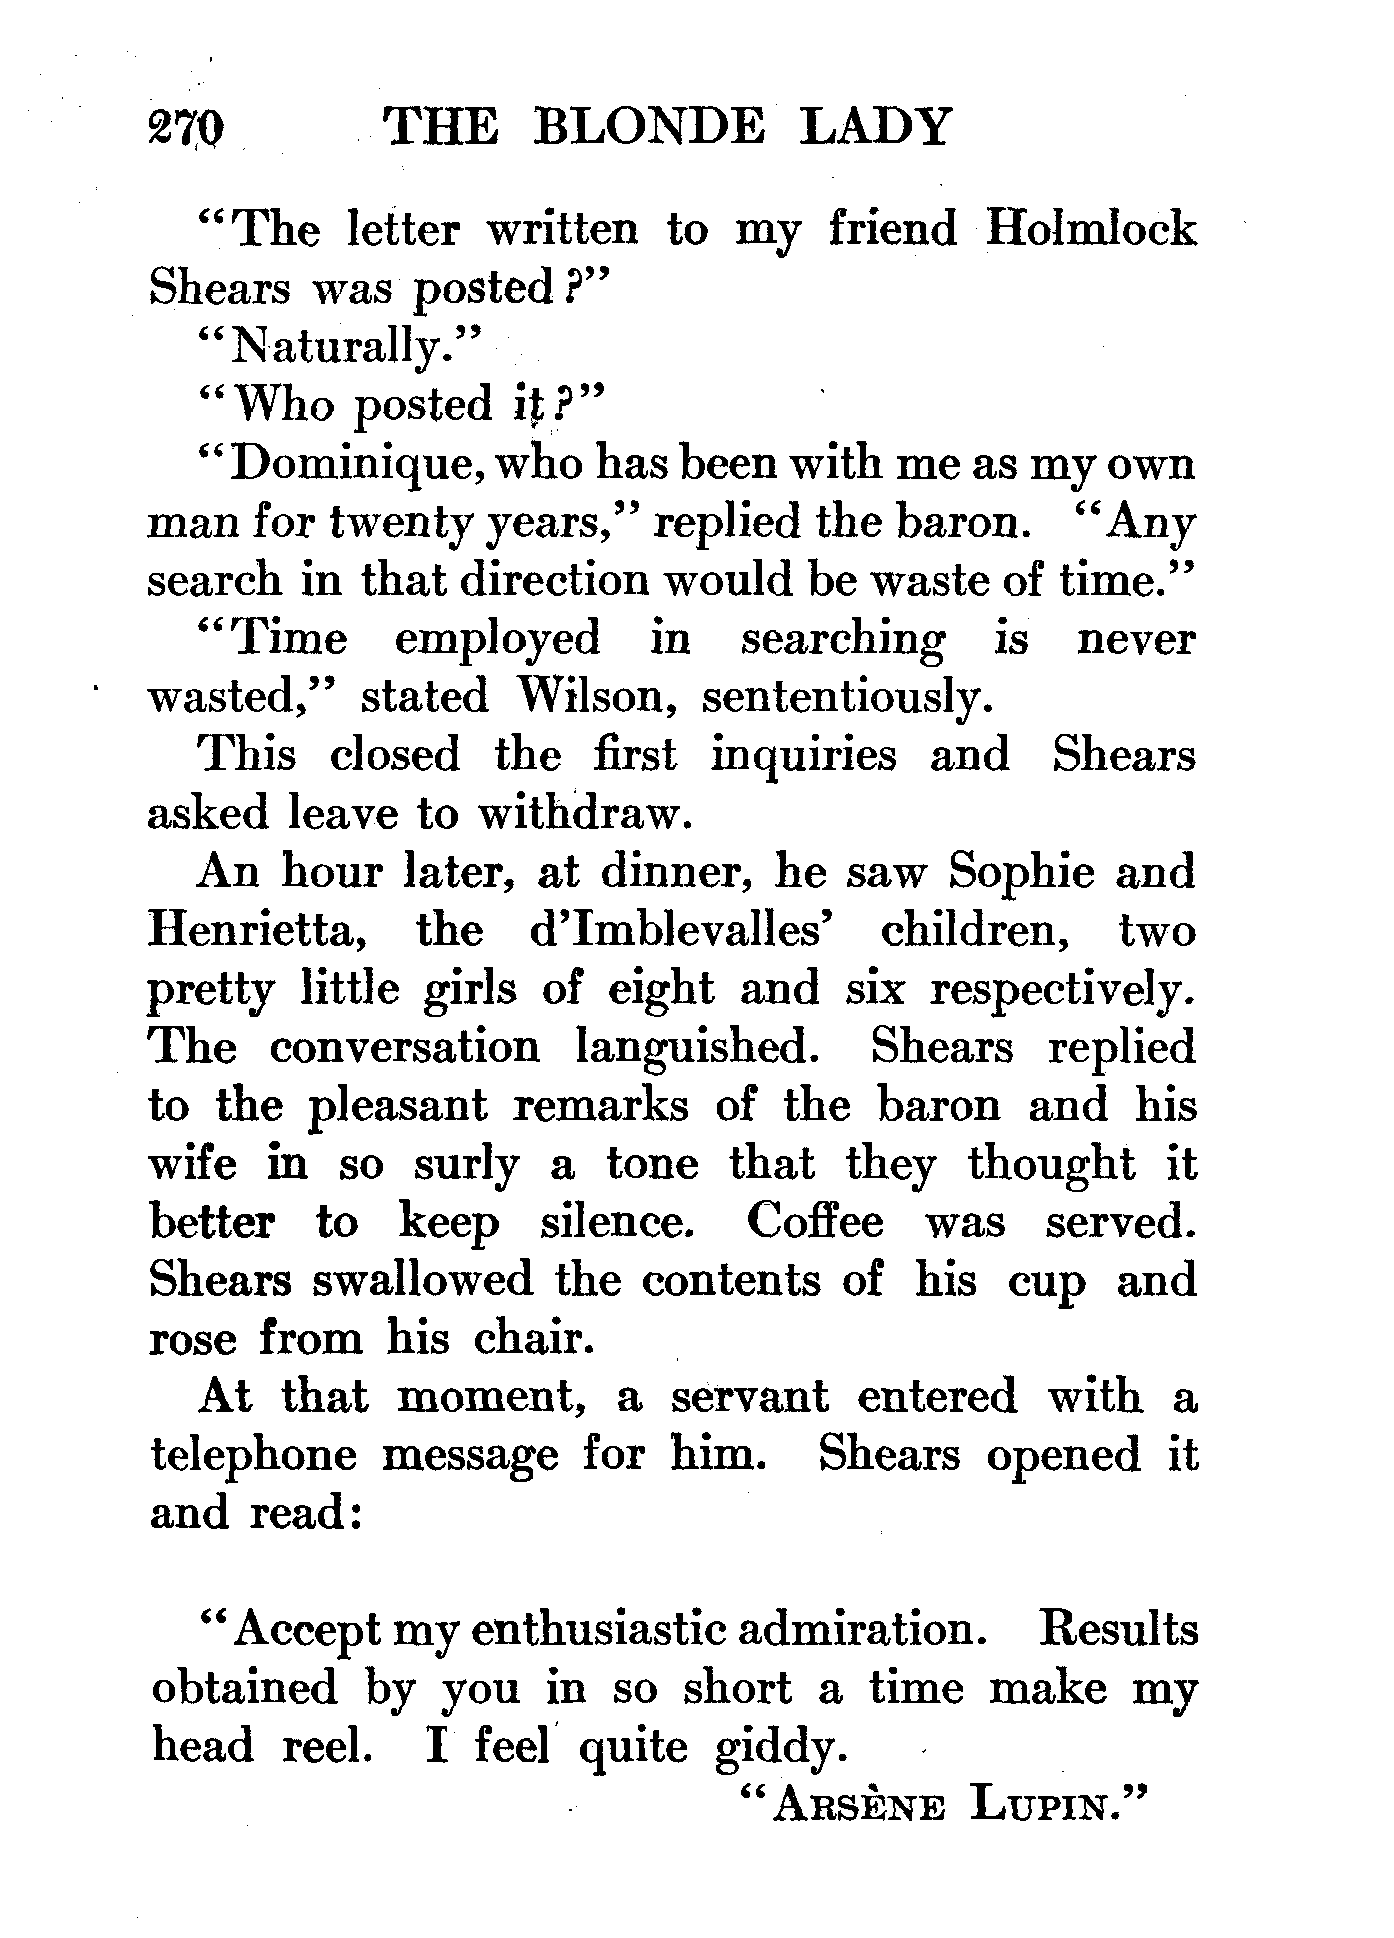 270 THE BLONDE LADY
“The letter written to my friend Holmlock
Shears was posted?”
“Naturally.”
“Who posted it?”
“Dominique, who has been with me as my own
man for twenty years,” replied the baron. “Any
search in that direction would be waste of time.”
“Time employed in searching is never
wasted,” stated Wilson, sententiously.
This closed the first inquiries and Shears
asked leave to withdraw.
An hour later, at dinner, he saw Sophie and
Henrietta, the d’Imblevalles’ children, two
pretty little girls of eight and six respectively.
The conversation languished. Shears replied
to the pleasant remarks of the baron and his
wife in so surly a tone that they thought it
better to keep silence. Coffee was served.
Shears swallowed the contents of his cup and
rose from his chair.
At that moment, a servant entered with a
telephone message for him. Shears opened it
and read:
“Accept my enthusiastic admiration. Results
obtained by you in so short a time make my
head reel. I feel quite giddy.
“Arsène Lupin.”